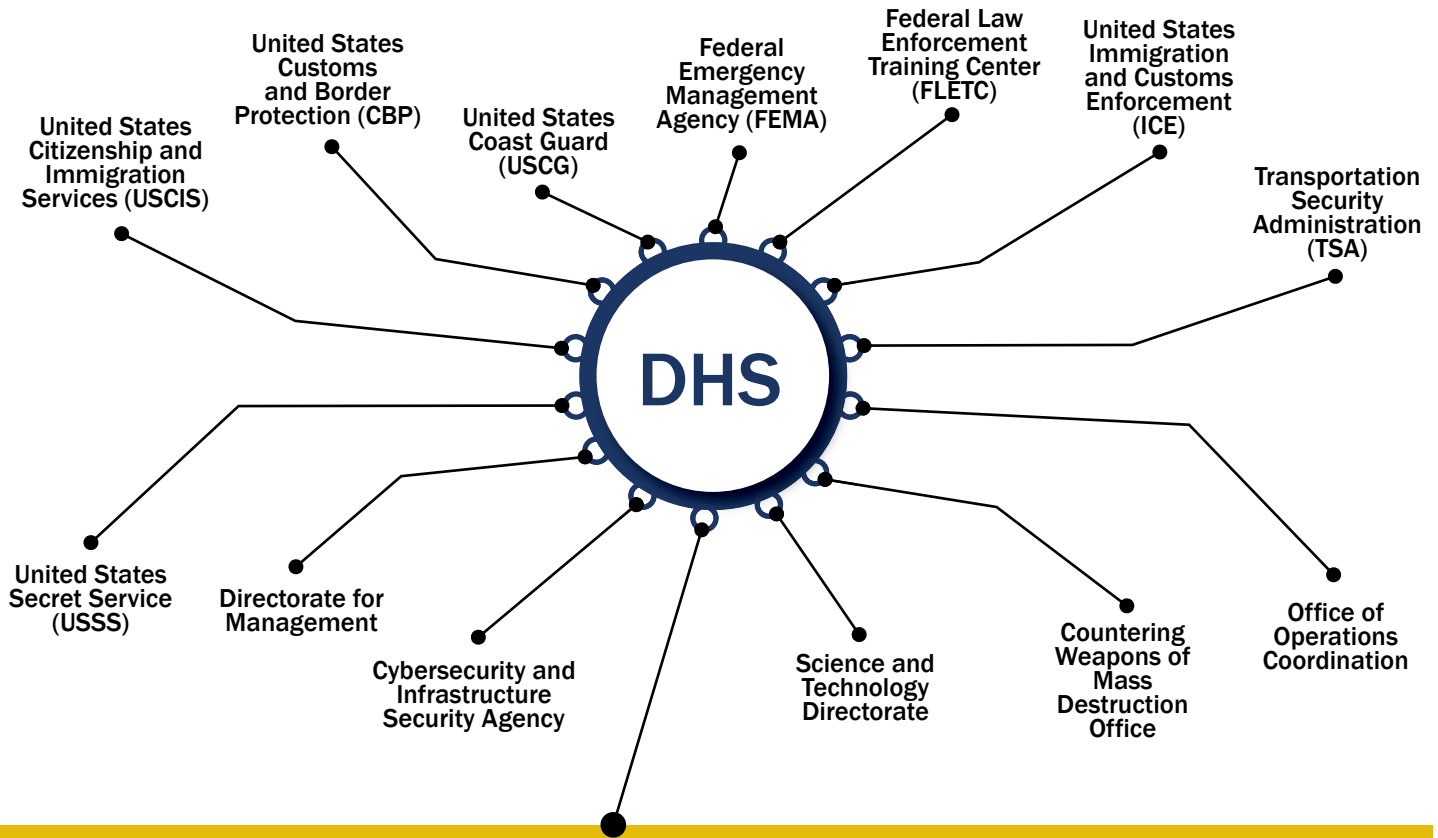 United States
Citizenship and
Immigration
Services (USCIS)
United States
Customs
and Border
Protection (CBP)
United States
Coast Guard
(USCG)
Federal
Emergency
Management
Agency (FEMA)
Federal Law
Enforcement
Training Center
(FLETC)
United States
Immigration
and Customs
Enforcement
(ICE)
Transportation
Security
Administration
(TSA)
DHS
United States
Secret Service
(USSS)
Directorate for
Management
Cybersecurity and
Infrastructure
Security Agency
Science and
Technology
Directorate
Countering
Weapons of
Mass
Destruction
Office
Office of
Operations
Coordination